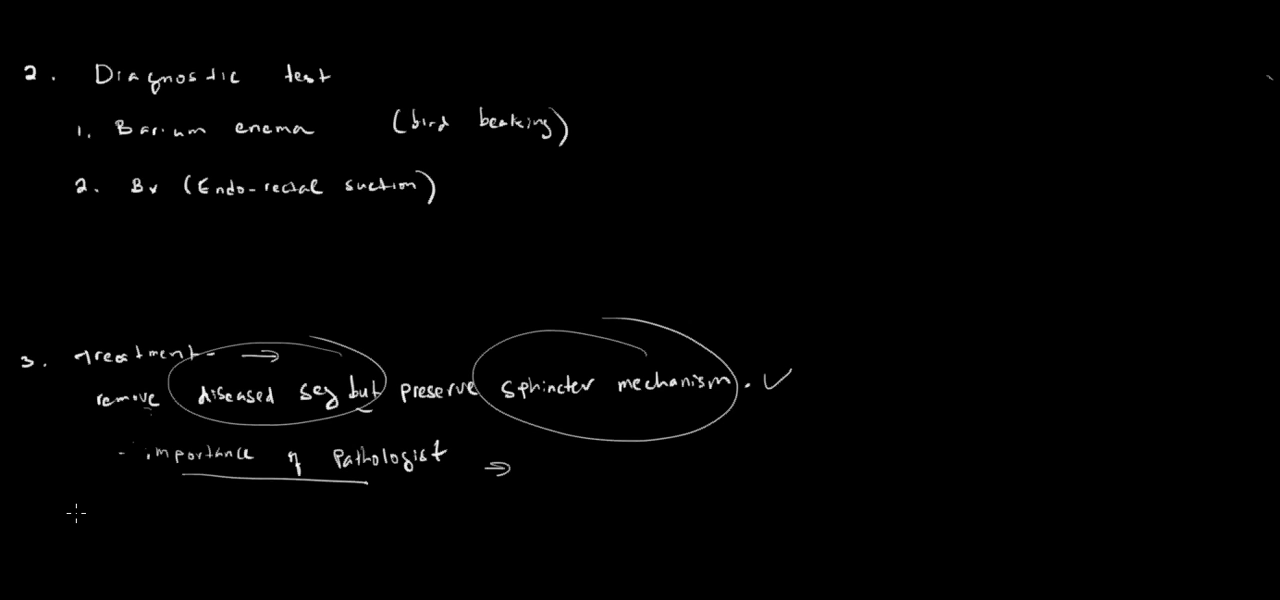 2. Diagnostic test
1. Barium enema (bird beaking)
2. Bx (Endo-rectal suction)
3. Treatment →
remove diseased seg but preserve sphincter mechanism. ✓
- importance of Pathologist ⇒